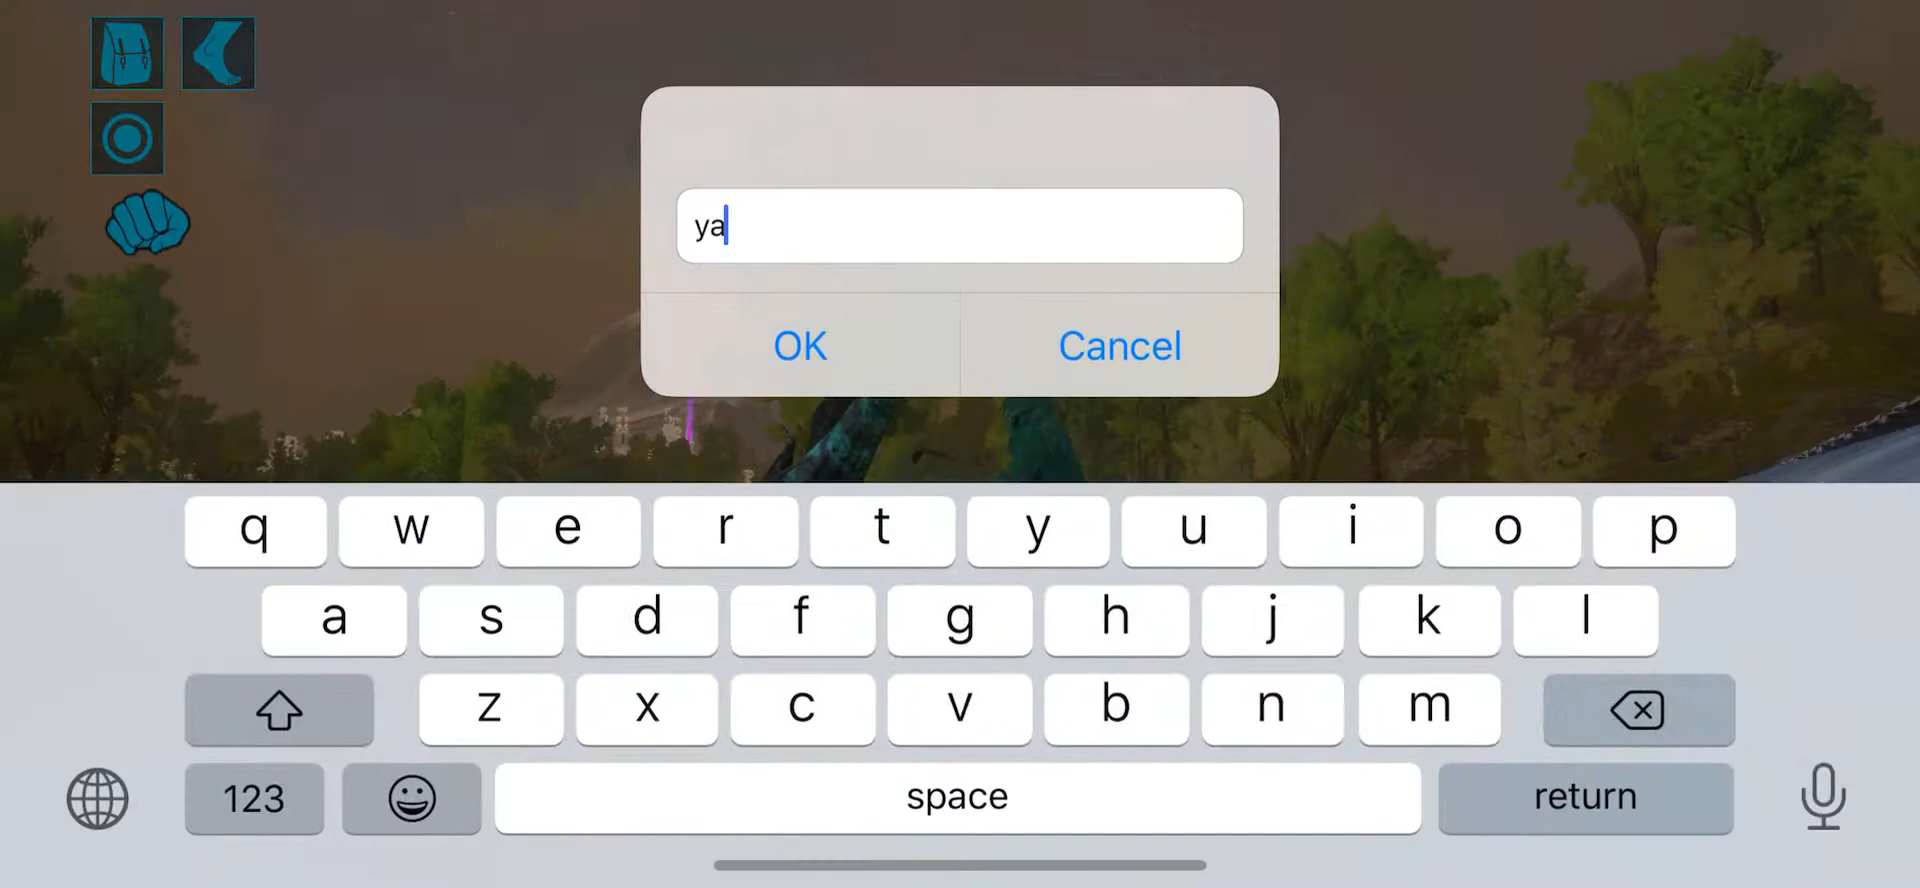 ya
OK Cancel
q w e r t y u i o p
a s d f g h j k l
z x c v b n m
123 space return